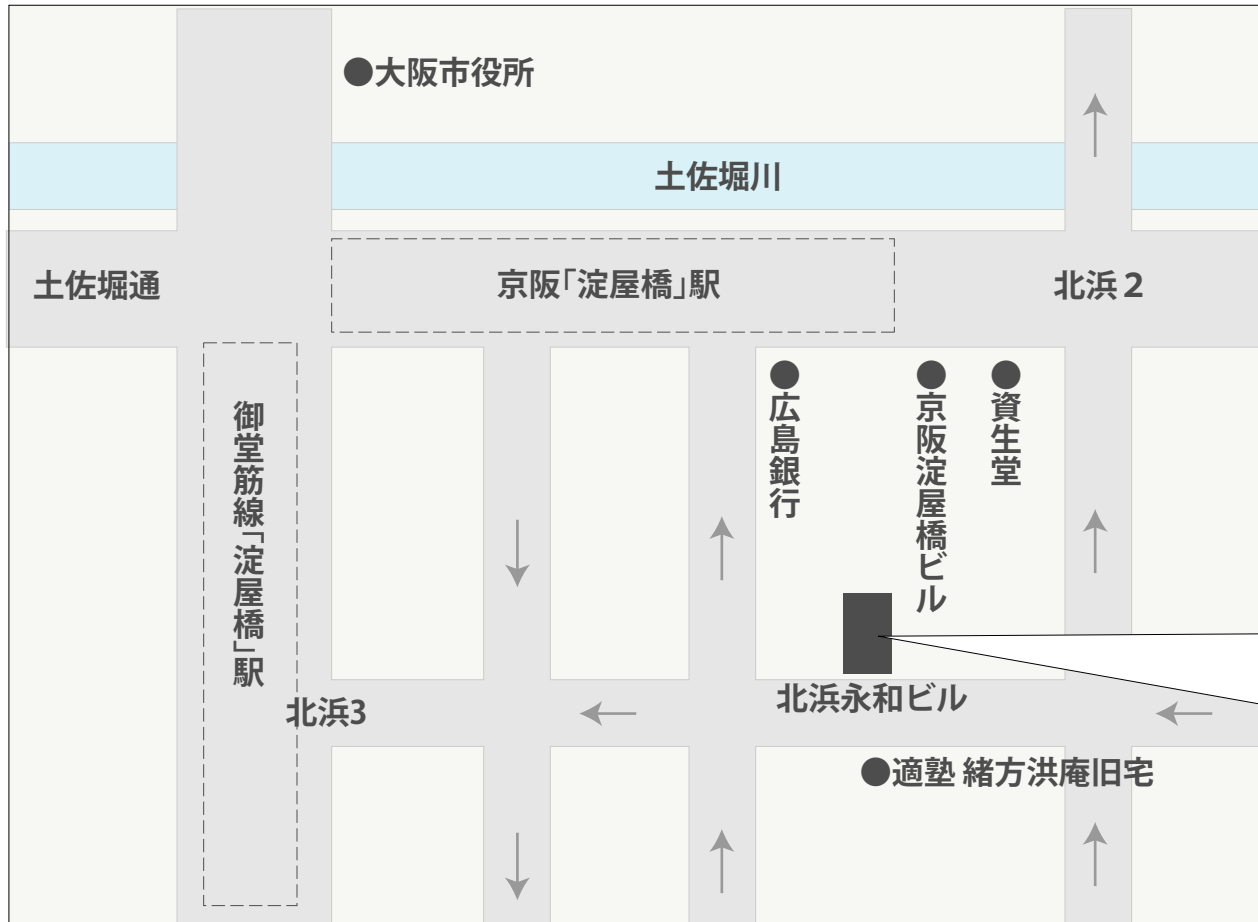 ●大阪市役所
土佐堀川
土佐堀通
京阪「淀屋橋」駅
北浜２
御堂筋線「淀屋橋」駅
●広島銀行
●京阪淀屋橋ビル
●資生堂
北浜3
北浜永和ビル
●適塾 緒方洪庵旧宅